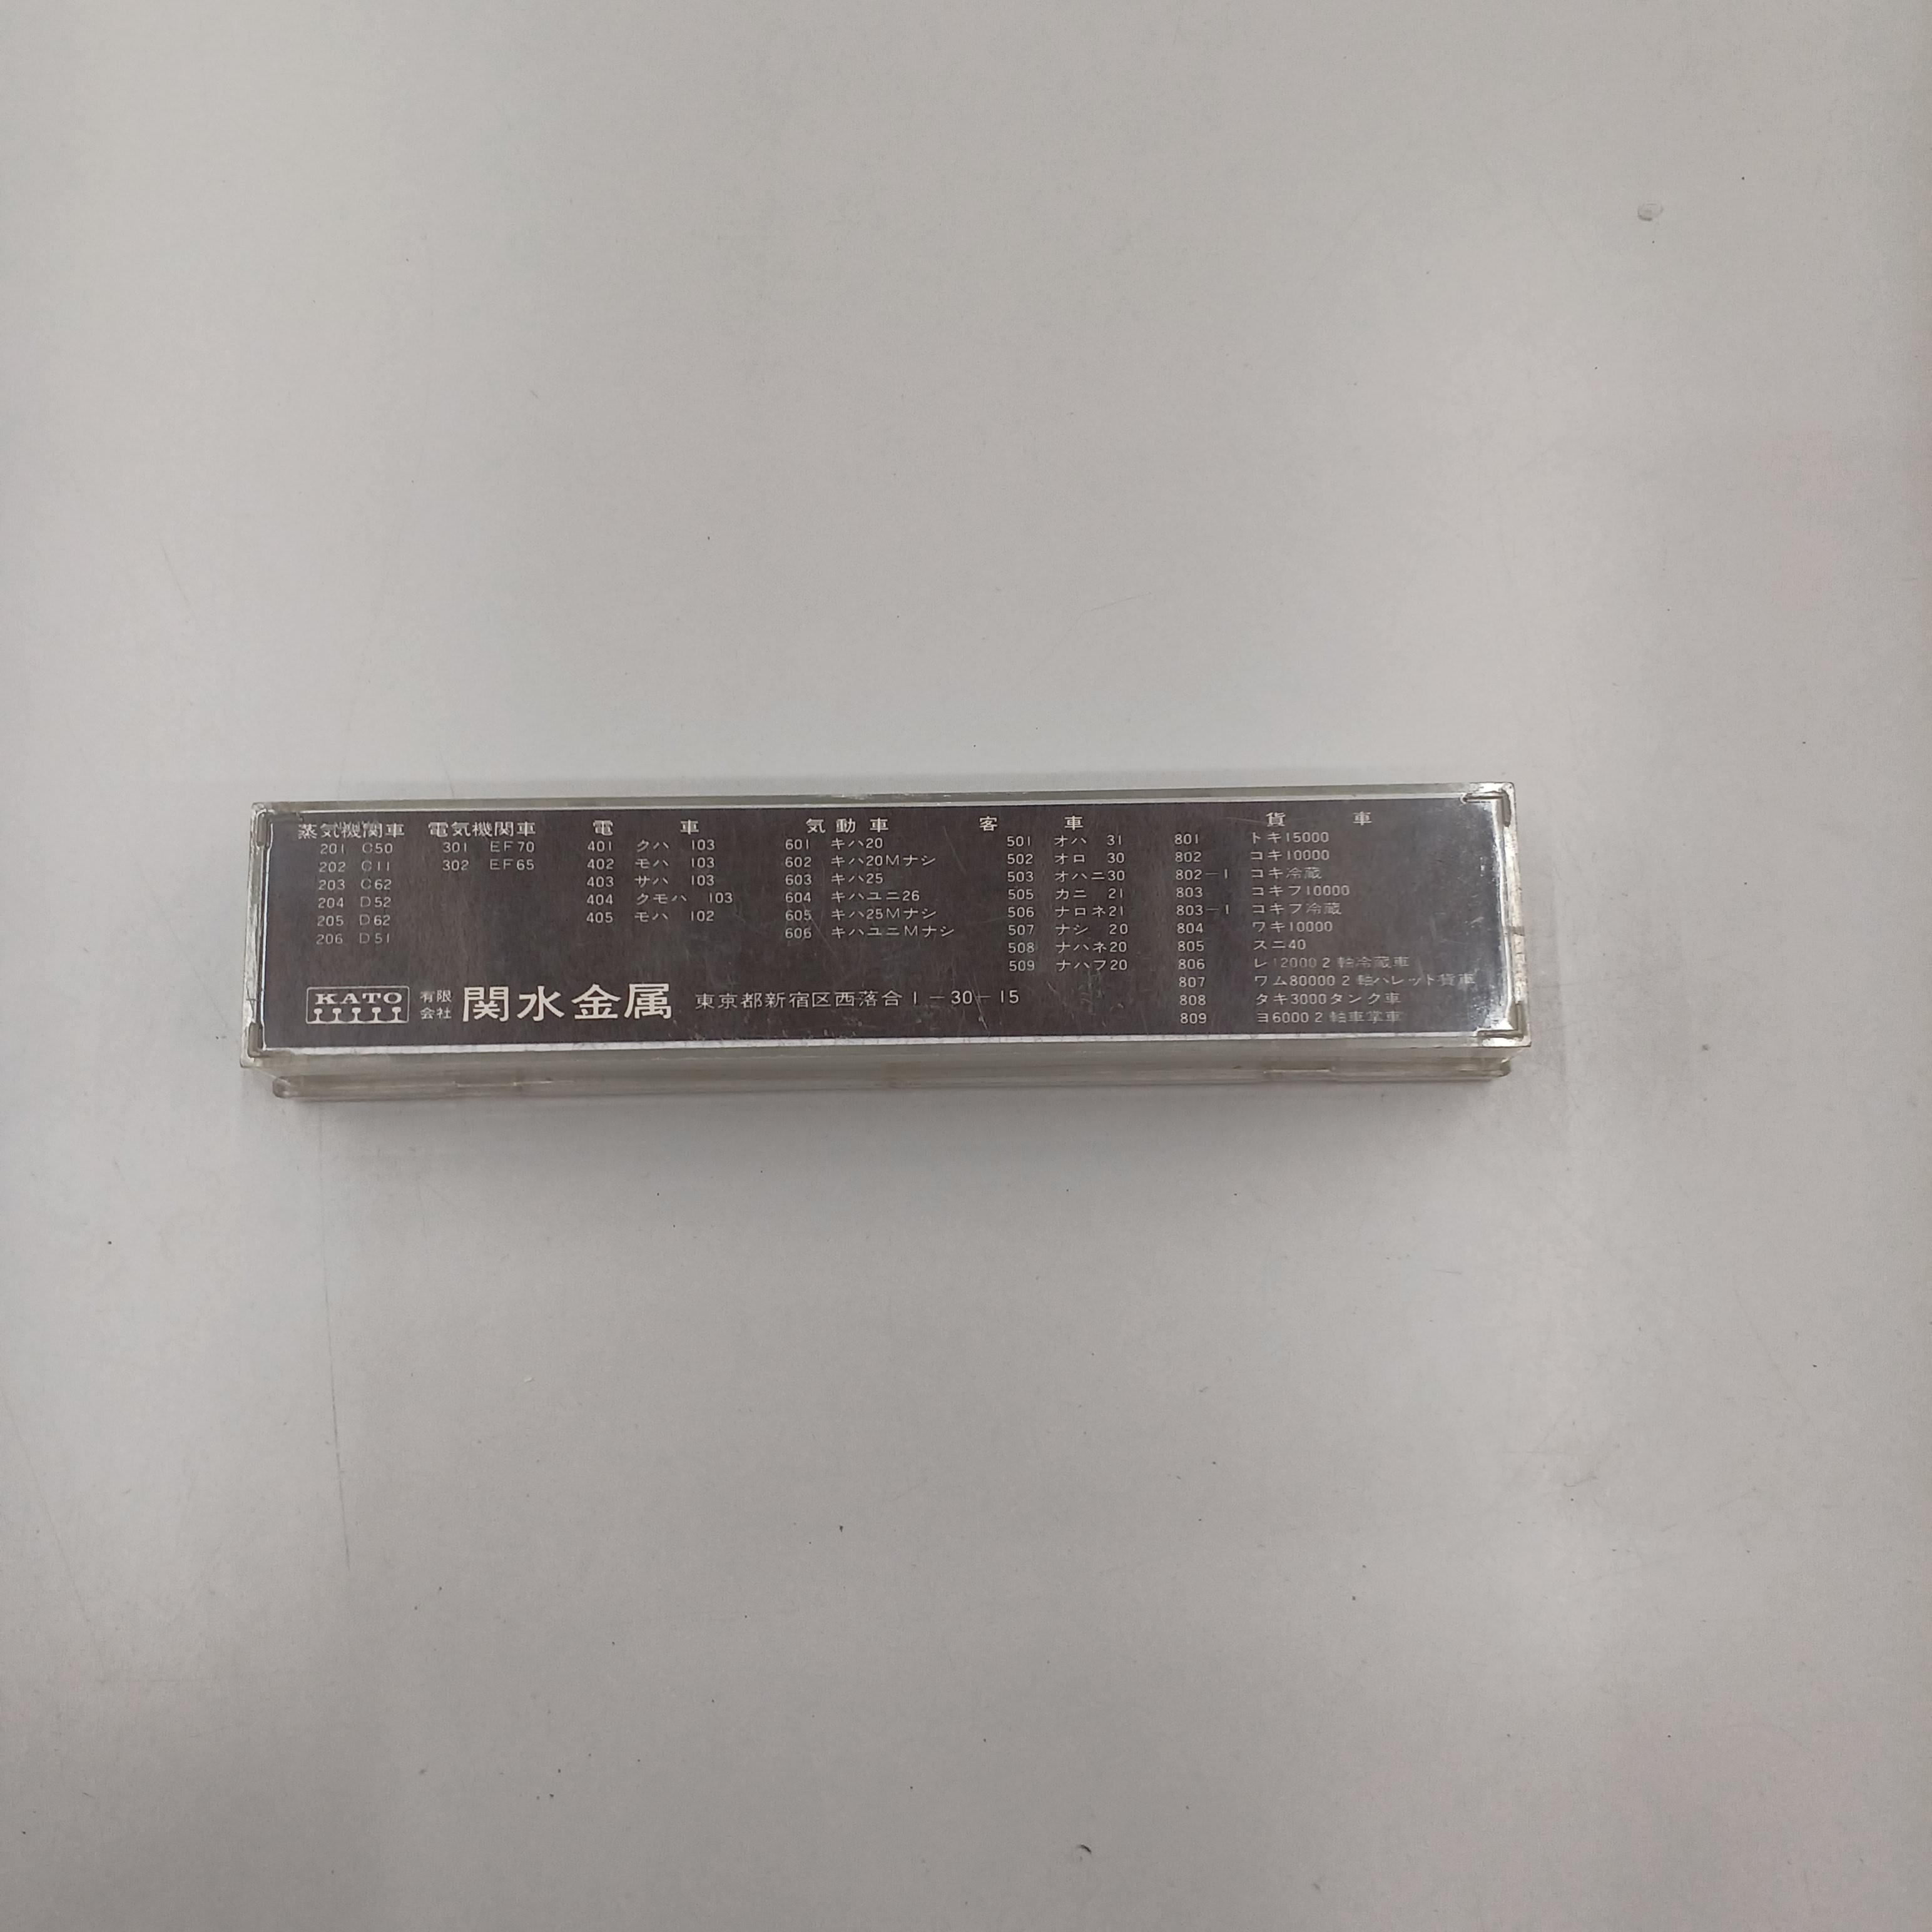 蒸気機関車
201 C50
202 C11
203 C62
204 D52
205 D62
206 D51
電気機関車
301 EF70
302 EF65
電車
401 クハ 103
402 モハ 103
403 サハ 103
404 クモハ 103
405 モハ 102
気動車
601 キハ20
602 キハ20Mナシ
603 キハ25
604 キハユニ26
605 キハ25Mナシ
606 キハユニMナシ
客車
501 オハ 31
502 オロ 30
503 オハニ30
505 カニ 21
506 ナロネ21
507 ナシ 20
508 ナハネ20
509 ナハフ20
貨車
801 トキ15000
802 コキ10000
802-1 コキ冷蔵
803 コキフ10000
803-1 コキフ冷蔵
804 ワキ10000
805 スニ40
806 レ12000 2軸冷蔵車
807 ワム80000 2軸パレット貨車
808 タキ3000タンク車
809 ヨ6000 2軸車掌車
KATO
有限会社 関水金属 東京都新宿区西落合1-30-15